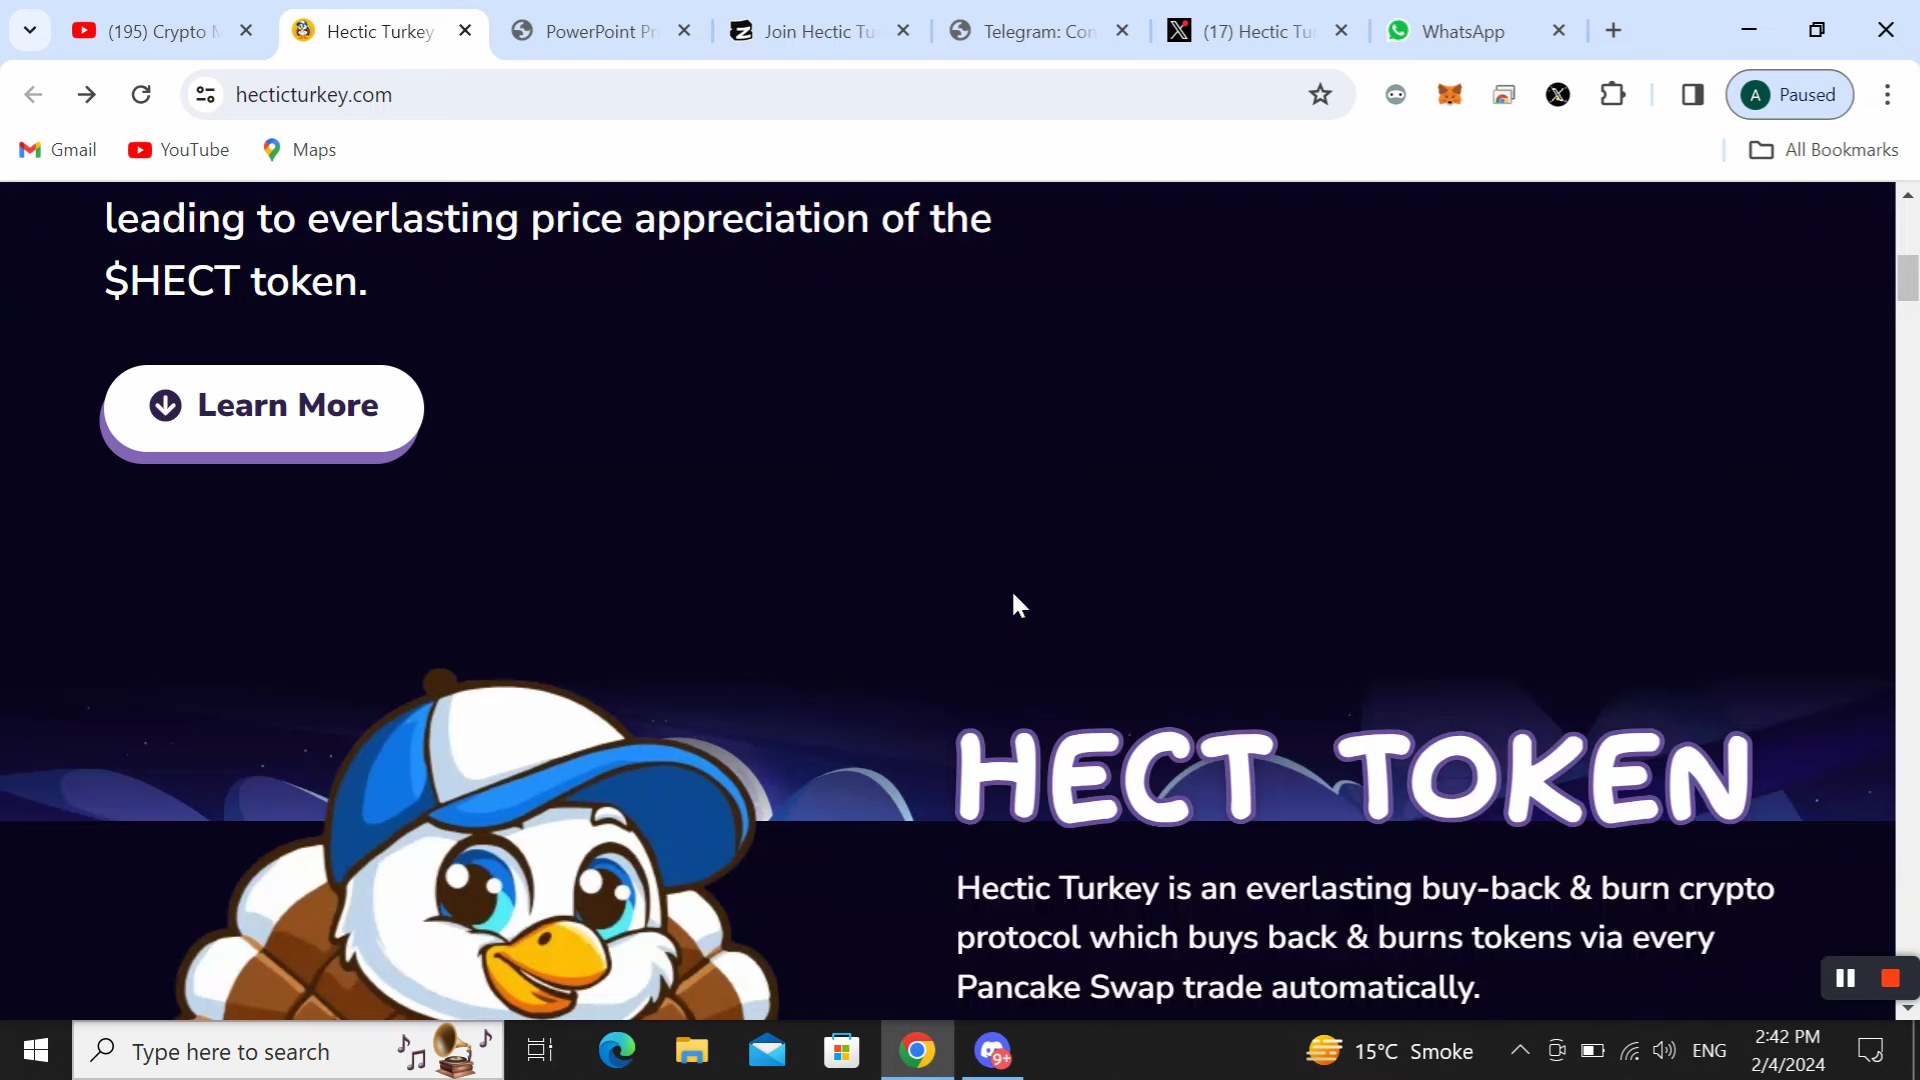 (195) Crypto
Hectic Turkey
PowerPoint Pr
Join Hectic Tu
Telegram: Con
(17) Hectic Tu
WhatsApp
hecticturkey.com
A Paused
Gmail
YouTube
Maps
All Bookmarks
leading to everlasting price appreciation of the
$HECT token.
Learn More
HECT TOKEN
Hectic Turkey is an everlasting buy-back & burn crypto
protocol which buys back & burns tokens via every
Pancake Swap trade automatically.
Type here to search
9+
15°C Smoke
ENG
2:42 PM
2/4/2024